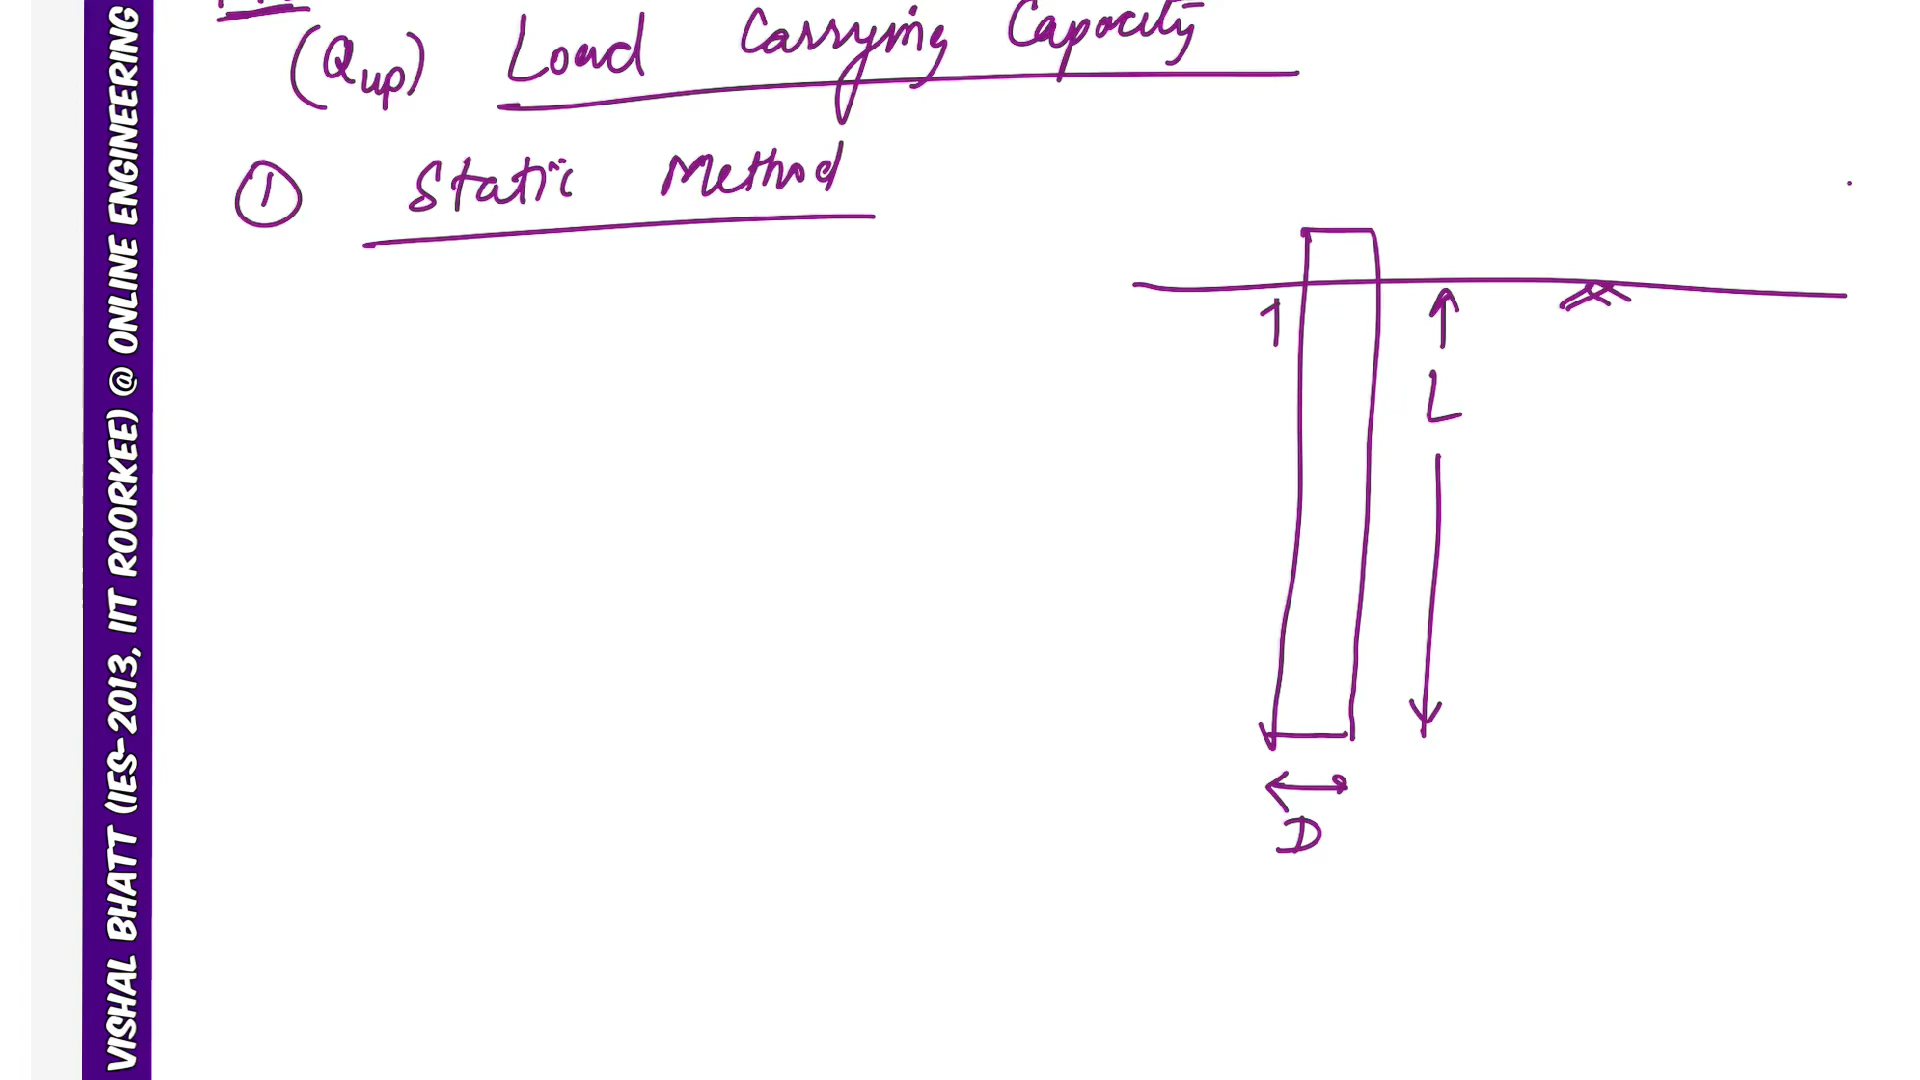 (Qup) Load Carrying Capacity
① Static Method
L
D
VISHAL BHATT (IES-2013, IIT ROORKEE) @ ONLINE ENGINEERING